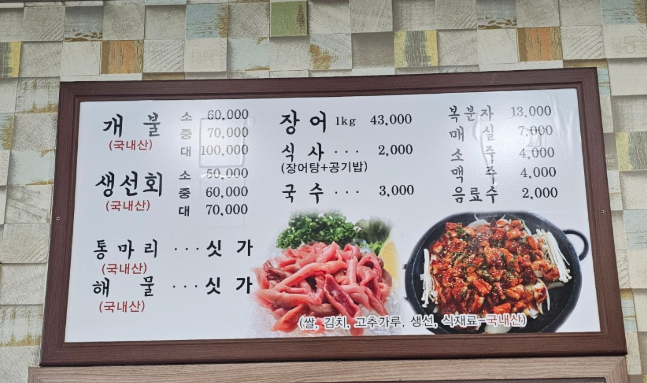 개 불 소 60,000
(국내산) 중 70,000
대 100,000
생선회 소 50,000
(국내산) 중 60,000
대 70,000
통마리 ··· 싯 가
(국내산)
해 물 ··· 싯 가
(국내산)
장 어 1kg 43,000
식 사 ··· 2,000
(장어탕+공기밥)
국 수 ··· 3,000
복분자 13,000
매 실 7,000
소 주 4,000
맥 주 4,000
음료수 2,000
(쌀, 김치, 고추가루, 생선, 식재료-국내산)